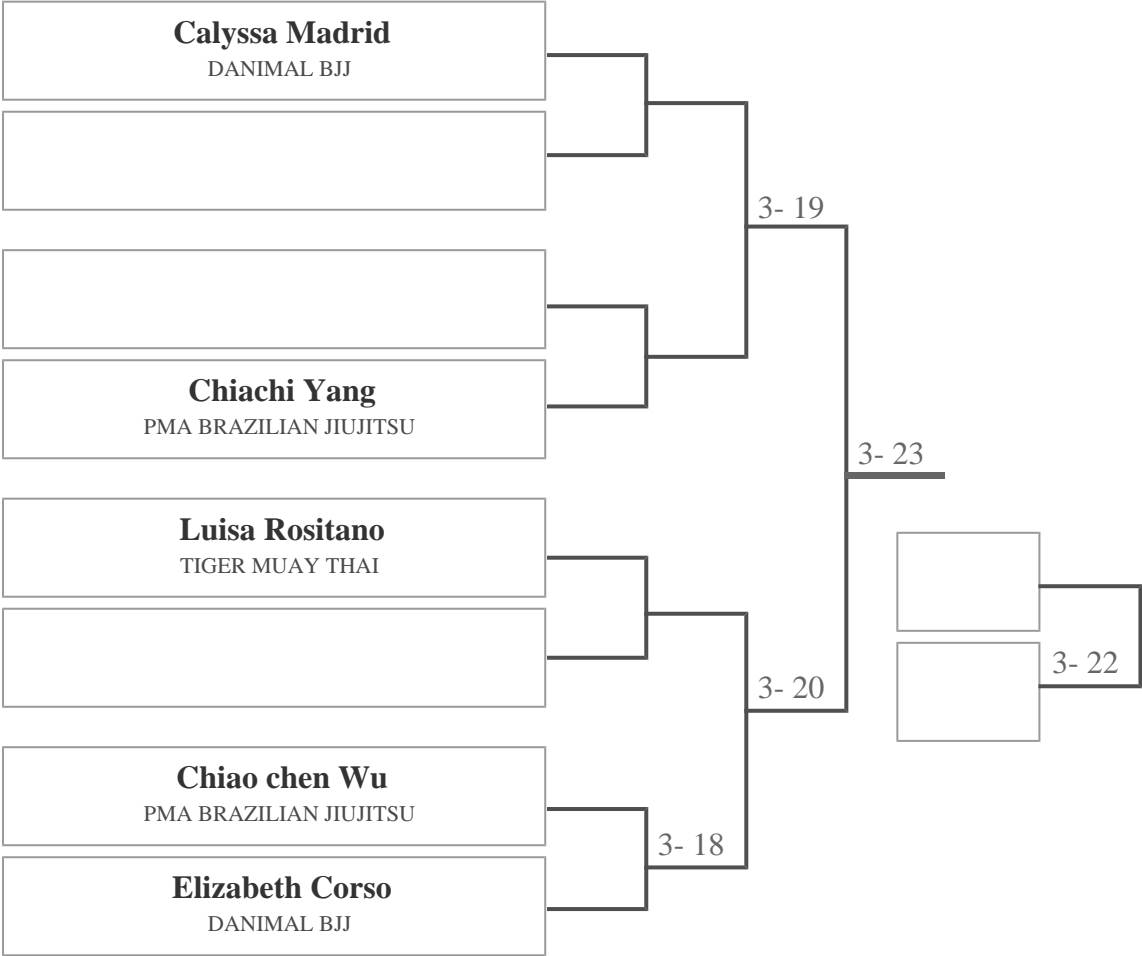 Calyssa Madrid
DANIMAL BJJ
3- 19
Chiachi Yang
PMA BRAZILIAN JIUJITSU
3- 23
Luisa Rositano
TIGER MUAY THAI
3- 22
3- 20
Chiao chen Wu
PMA BRAZILIAN JIUJITSU
3- 18
Elizabeth Corso
DANIMAL BJJ